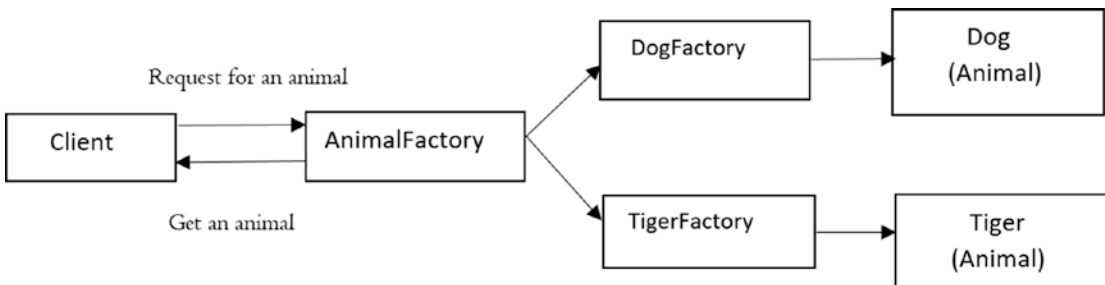 Request for an animal
Client
AnimalFactory
Get an animal
DogFactory
Dog
(Animal)
TigerFactory
Tiger
(Animal)